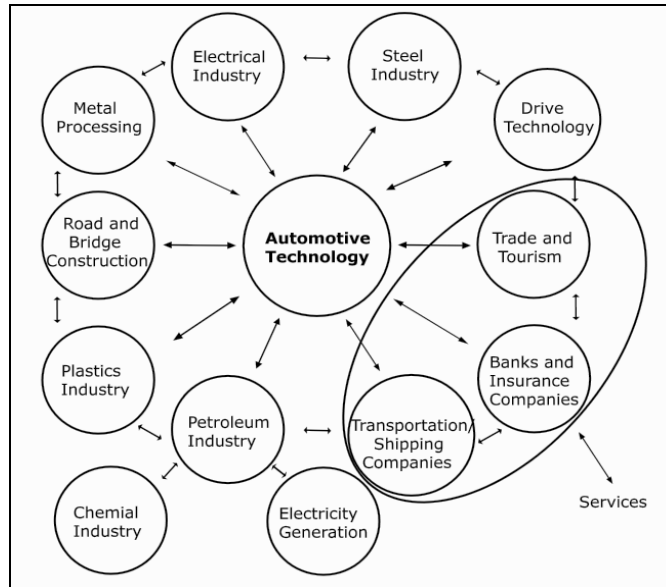 Electrical
Industry
Steel
Industry
Metal
Processing
Drive
Technology
Road and
Bridge
Construction
Automotive
Technology
Trade and
Tourism
Plastics
Industry
Banks and
Insurance
Companies
Petroleum
Industry
Transportation/
Shipping
Companies
Chemial
Industry
Electricity
Generation
Services